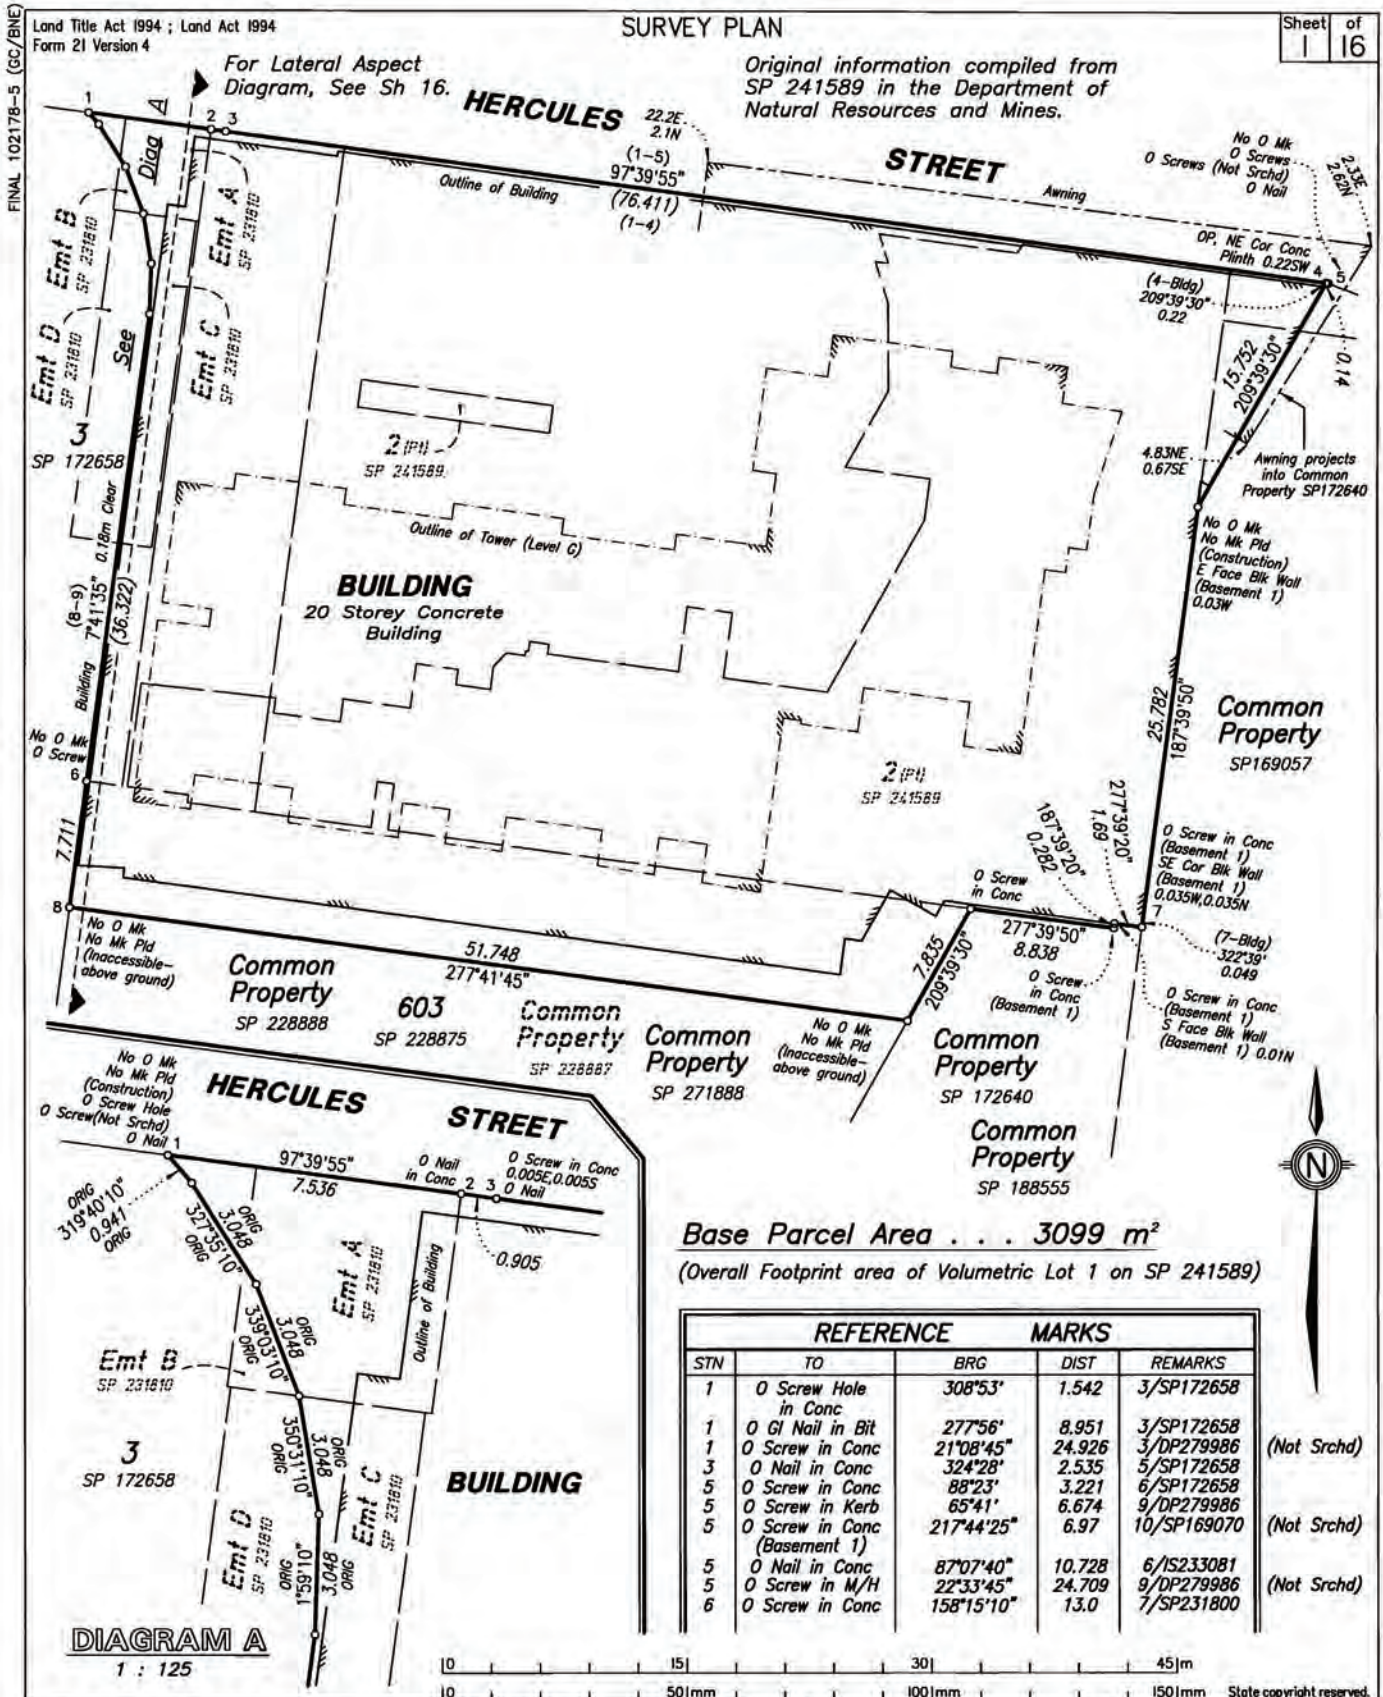 FINAL 102178-5 (GC/BNE)
Land Title Act 1994 ; Land Act 1994
Form 21 Version 4
SURVEY PLAN
Sheet of
1 16
For Lateral Aspect
Diagram, See Sh 16.
Original information compiled from
SP 241589 in the Department of
Natural Resources and Mines.
HERCULES
STREET
22.2E
2.1N
(1-5)
97°39'55"
(76.411)
(1-4)
Outline of Building
Awning
No O Mk
O Screws
O Screws (Not Srchd)
O Nail
2.33E
2.62N
OP. NE Cor Conc
Plinth 0.22SW
4
5
(4-Bldg)
209°39'30"
0.22
0.14
15.752
209°39'30"
4.83NE
0.67SE
Awning projects
into Common
Property SP172640
1
2
3
See Diag A
Emt B
SP 231810
Emt A
SP 231810
Emt D
SP 231810
Emt C
SP 231810
3
SP 172658
2 (Pt)
SP 241589
Outline of Tower (Level G)
BUILDING
20 Storey Concrete
Building
Building 0.18m Clear
(8-9)
7°41'35"
(36.322)
No O Mk
No Mk Pld
(Construction)
E Face Blk Wall
(Basement 1)
0.03W
25.782
187°39'50"
Common
Property
SP169057
No O Mk
O Screw
6
7.711
8
2 (Pt)
SP 241589
187°39'20"
0.282
277°39'20"
1.69
O Screw in Conc
(Basement 1)
SE Cor Blk Wall
(Basement 1)
0.035W,0.035N
O Screw
in Conc
7
277°39'50"
8.838
7.835
209°39'30"
O Screw
in Conc
(Basement 1)
(7-Bldg)
322°39'
0.049
O Screw in Conc
(Basement 1)
S Face Blk Wall
(Basement 1) 0.01N
No O Mk
No Mk Pld
(Inaccessible-
above ground)
51.748
277°41'45"
Common
Property
SP 228888
603
SP 228875
Common
Property
SP 228887
Common
Property
SP 271888
No O Mk
No Mk Pld
(Inaccessible-
above ground)
Common
Property
SP 172640
Common
Property
SP 188555
N
No O Mk
No Mk Pld
(Construction)
O Screw Hole
O Screw(Not Srchd)
O Nail
HERCULES
STREET
1
97°39'55"
7.536
O Nail
in Conc
2
3
O Screw in Conc
0.005E,0.005S
O Nail
0.905
ORIG
319°40'10"
0.941
ORIG
ORIG
3.048
327°35'10"
ORIG
ORIG
3.048
339°03'10"
ORIG
ORIG
3.048
350°31'10"
ORIG
ORIG
1°59'10"
3.048
ORIG
Emt A
SP 231810
Emt B
SP 231810
Emt C
SP 231810
Emt D
SP 231810
3
SP 172658
Outline of Building
BUILDING
DIAGRAM A
1 : 125
Base Parcel Area . . . 3099 m²
(Overall Footprint area of Volumetric Lot 1 on SP 241589)
REFERENCE MARKS
STN TO BRG DIST REMARKS
1 O Screw Hole in Conc 308°53' 1.542 3/SP172658
1 O GI Nail in Bit 277°56' 8.951 3/SP172658
1 O Screw in Conc 21°08'45" 24.926 3/DP279986 (Not Srchd)
3 O Nail in Conc 324°28' 2.535 5/SP172658
5 O Screw in Conc 88°23' 3.221 6/SP172658
5 O Screw in Kerb 65°41' 6.674 9/DP279986
5 O Screw in Conc (Basement 1) 217°44'25" 6.97 10/SP169070 (Not Srchd)
5 O Nail in Conc 87°07'40" 10.728 6/IS233081
5 O Screw in M/H 22°33'45" 24.709 9/DP279986 (Not Srchd)
6 O Screw in Conc 158°15'10" 13.0 7/SP231800
0 15 30 45 m
0 50 mm 100 mm 150 mm
State copyright reserved.